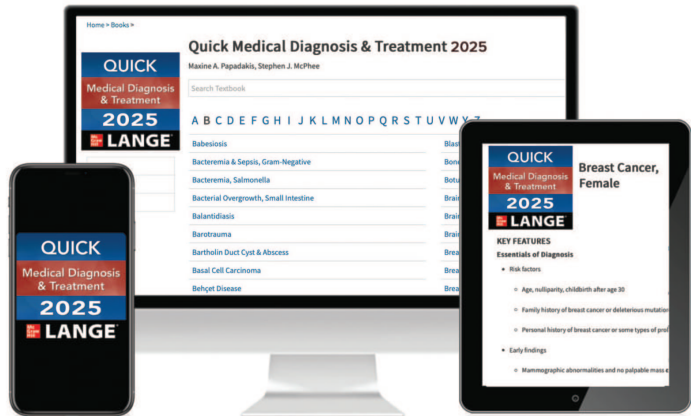 Home > Books >
Quick Medical Diagnosis & Treatment 2025
Maxine A. Papadakis, Stephen J. McPhee
Search Textbook
A B C D E F G H I J K L M N O P Q R S T U V W
Babesiosis
Bacteremia & Sepsis, Gram-Negative
Bacteremia, Salmonella
Bacterial Overgrowth, Small Intestine
Balantidiasis
Barotrauma
Bartholin Duct Cyst & Abscess
Basal Cell Carcinoma
Behçet Disease
QUICK
Medical Diagnosis
& Treatment
2025
LANGE
QUICK
Medical Diagnosis
& Treatment
2025
Mc Graw Hill LANGE
QUICK
Medical Diagnosis
& Treatment
2025
LANGE
Breast Cancer,
Female
KEY FEATURES
Essentials of Diagnosis
Risk factors
Age, nulliparity, childbirth after age 30
Family history of breast cancer or deleterious
Personal history of breast cancer or some types of
Early findings
Mammographic abnormalities and no palpable mass